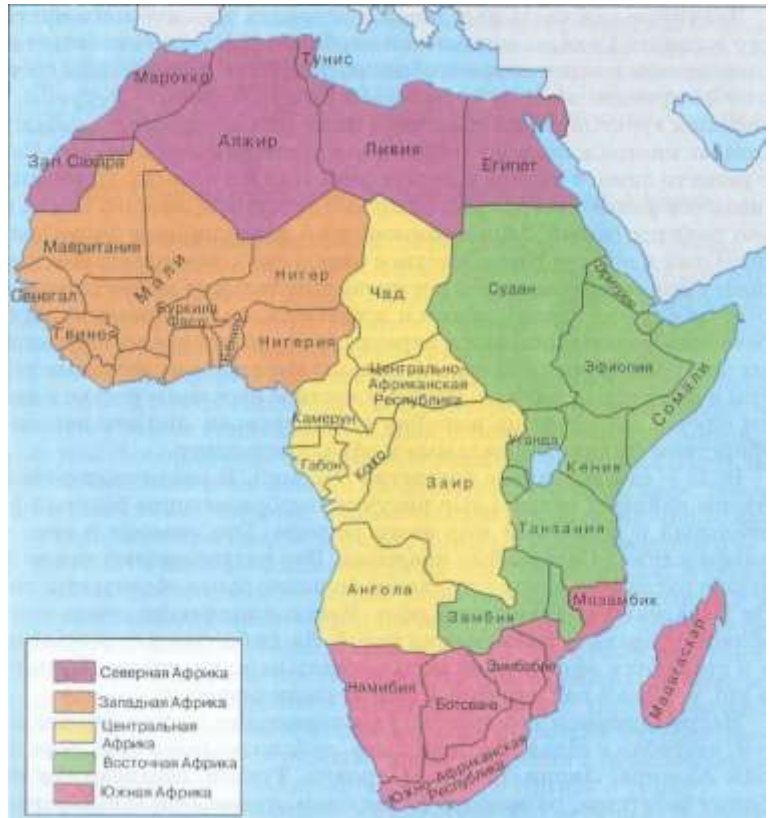 Марокко
Тунис
Алжир
Ливия
Египет
Зап. Сахара
Мавритания
Мали
Нигер
Чад
Судан
Эритрея
Сенегал
Гвинея
Буркина
Фасо
Бенин
Нигерия
Эфиопия
Сомали
Центрально-
Африканская
Республика
Камерун
Габон
Конго
Заир
Уганда
Кения
Танзания
Ангола
Замбия
Мозамбик
Мадагаскар
Зимбабве
Намибия
Ботсвана
Южно-Африканская
Республика
Северная Африка
Западная Африка
Центральная
Африка
Восточная Африка
Южная Африка